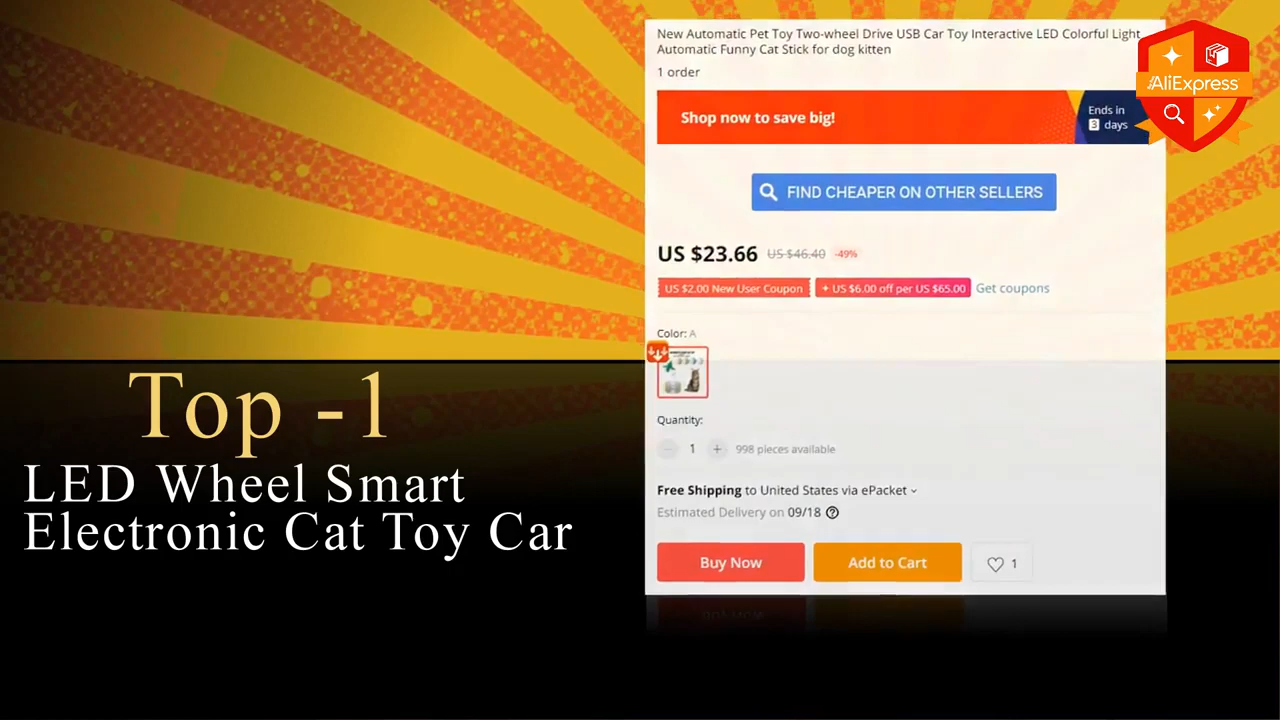 New Automatic Pet Toy Two-wheel Drive USB Car Toy Interactive LED Colorful Light
Automatic Funny Cat Stick for dog kitten
1 order
AliExpress
Shop now to save big!
Ends in
3 days
FIND CHEAPER ON OTHER SELLERS
US $23.66 US $46.40 -49%
US $2.00 New User Coupon + US $6.00 off per US $65.00 Get coupons
Color: A
Top -1
LED Wheel Smart
Electronic Cat Toy Car
Quantity:
1 + 998 pieces available
Free Shipping to United States via ePacket
Estimated Delivery on 09/18 ?
Buy Now Add to Cart 1